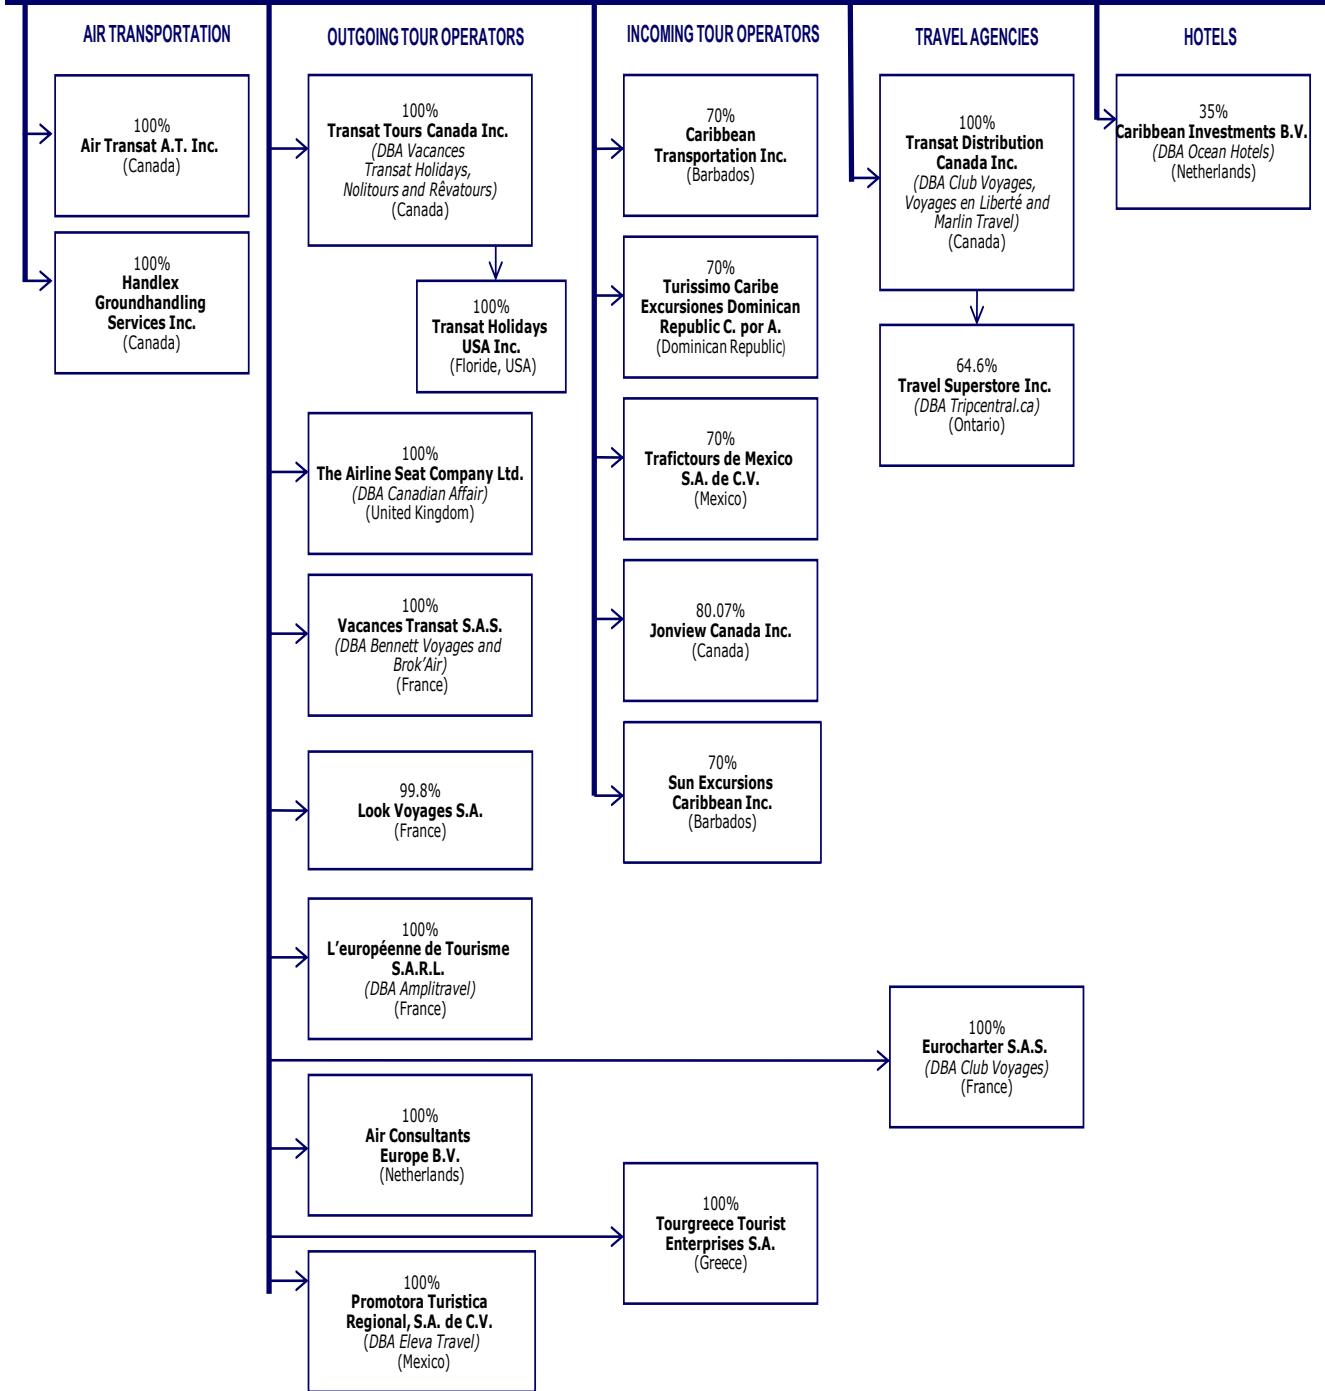 AIR TRANSPORTATION
100%
Air Transat A.T. Inc.
(Canada)
100%
Handlex
Groundhandling
Services Inc.
(Canada)
OUTGOING TOUR OPERATORS
100%
Transat Tours Canada Inc.
(DBA Vacances
Transat Holidays,
Nolitours and Rêvatours)
(Canada)
100%
Transat Holidays
USA Inc.
(Floride, USA)
100%
The Airline Seat Company Ltd.
(DBA Canadian Affair)
(United Kingdom)
100%
Vacances Transat S.A.S.
(DBA Bennett Voyages and
Brok’Air)
(France)
99.8%
Look Voyages S.A.
(France)
100%
L’européenne de Tourisme
S.A.R.L.
(DBA Amplitravel)
(France)
100%
Air Consultants
Europe B.V.
(Netherlands)
100%
Promotora Turistica
Regional, S.A. de C.V.
(DBA Eleva Travel)
(Mexico)
INCOMING TOUR OPERATORS
70%
Caribbean
Transportation Inc.
(Barbados)
70%
Turissimo Caribe
Excursiones Dominican
Republic C. por A.
(Dominican Republic)
70%
Trafictours de Mexico
S.A. de C.V.
(Mexico)
80.07%
Jonview Canada Inc.
(Canada)
70%
Sun Excursions
Caribbean Inc.
(Barbados)
100%
Tourgreece Tourist
Enterprises S.A.
(Greece)
TRAVEL AGENCIES
100%
Transat Distribution
Canada Inc.
(DBA Club Voyages,
Voyages en Liberté and
Marlin Travel)
(Canada)
64.6%
Travel Superstore Inc.
(DBA Tripcentral.ca)
(Ontario)
100%
Eurocharter S.A.S.
(DBA Club Voyages)
(France)
HOTELS
35%
Caribbean Investments B.V.
(DBA Ocean Hotels)
(Netherlands)